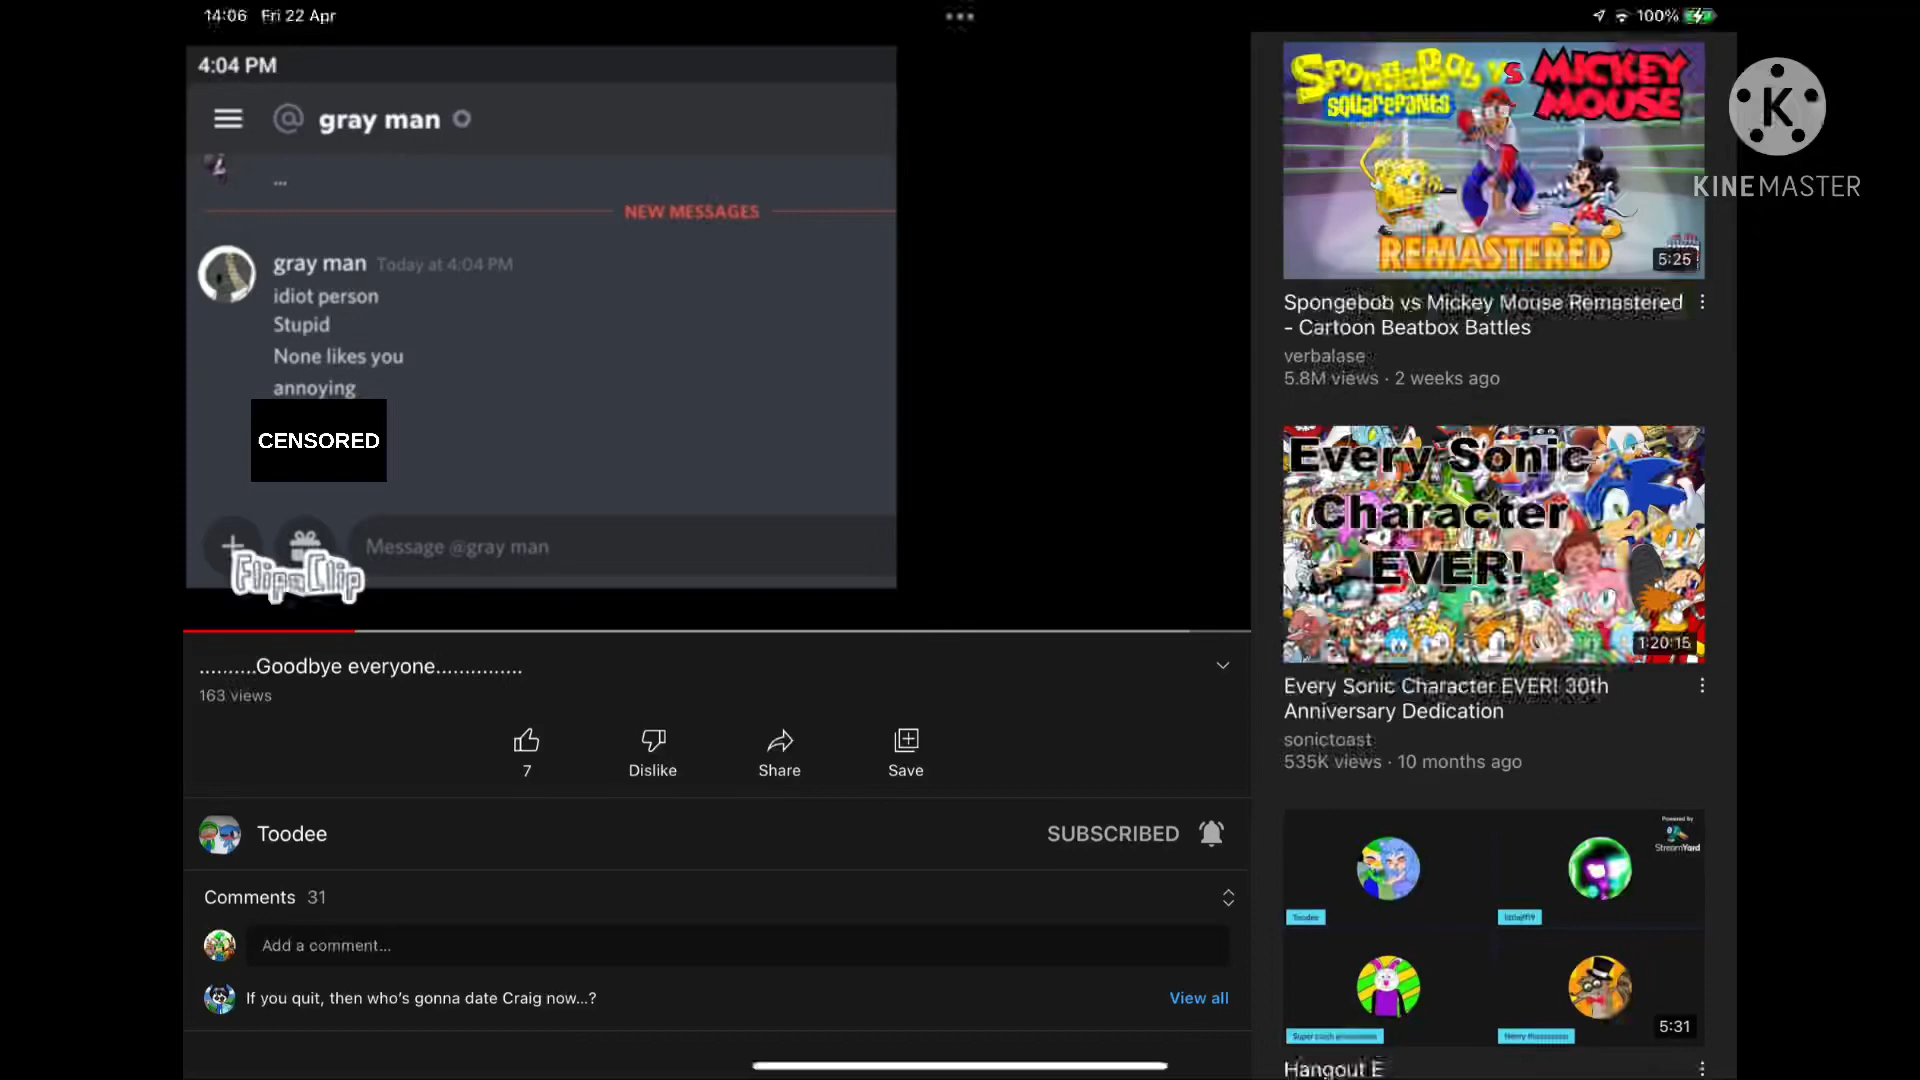 14:06 Fri 22 Apr
100%
4:04 PM
@ gray man
...
NEW MESSAGES
gray man Today at 4:04 PM
idiot person
Stupid
None likes you
annoying
CENSORED
Message @gray man
FlipaClip
..........Goodbye everyone..............
163 views
7
Dislike
Share
Save
Toodee
SUBSCRIBED
Comments 31
Add a comment...
If you quit, then who's gonna date Craig now...?
View all
SpongeBob
squarepants
vs
MICKEY
MOUSE
REMASTERED
5:25
Spongebob vs Mickey Mouse Remastered
- Cartoon Beatbox Battles
verbalase
5.8M views · 2 weeks ago
K
KINEMASTER
Every Sonic
Character
EVER!
1:20:15
Every Sonic Character EVER! 30th
Anniversary Dedication
sonictoast
535K views · 10 months ago
Powered by
StreamYard
Toodee
5:31
Hangout E